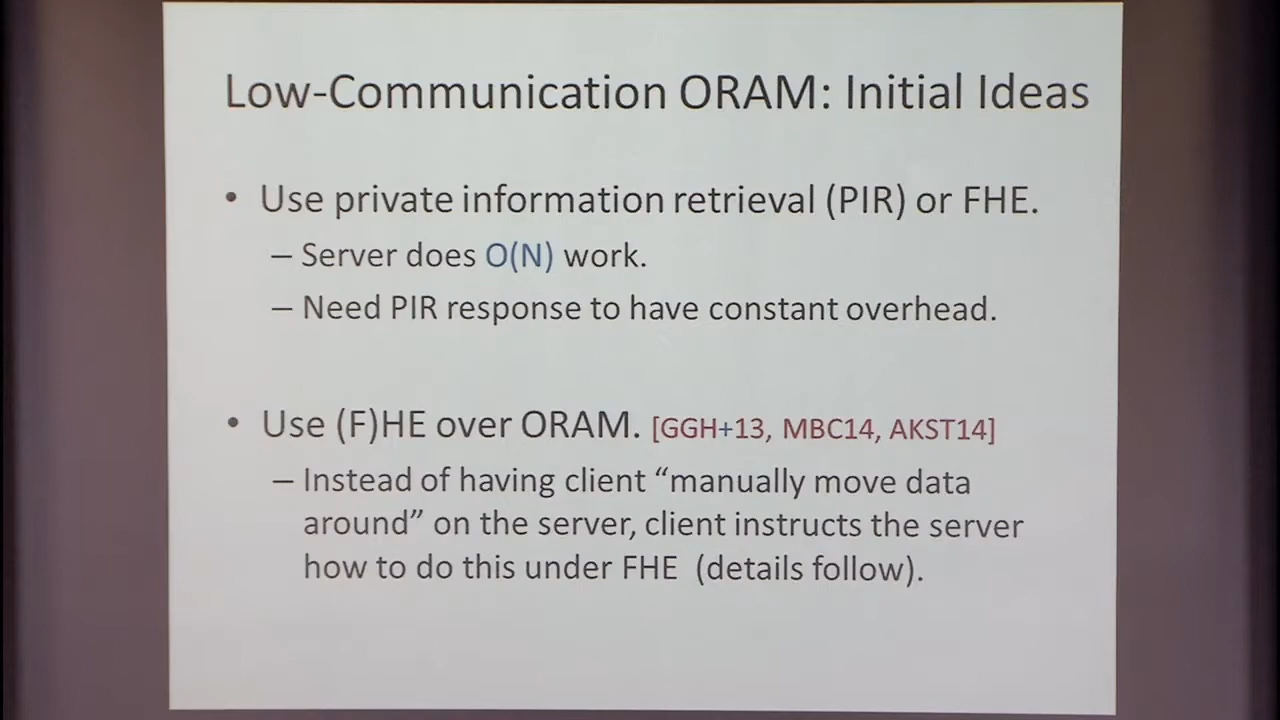 Low-Communication ORAM: Initial Ideas
• Use private information retrieval (PIR) or FHE.
– Server does O(N) work.
– Need PIR response to have constant overhead.
• Use (F)HE over ORAM. [GGH+13, MBC14, AKST14]
– Instead of having client “manually move data
around” on the server, client instructs the server
how to do this under FHE (details follow).